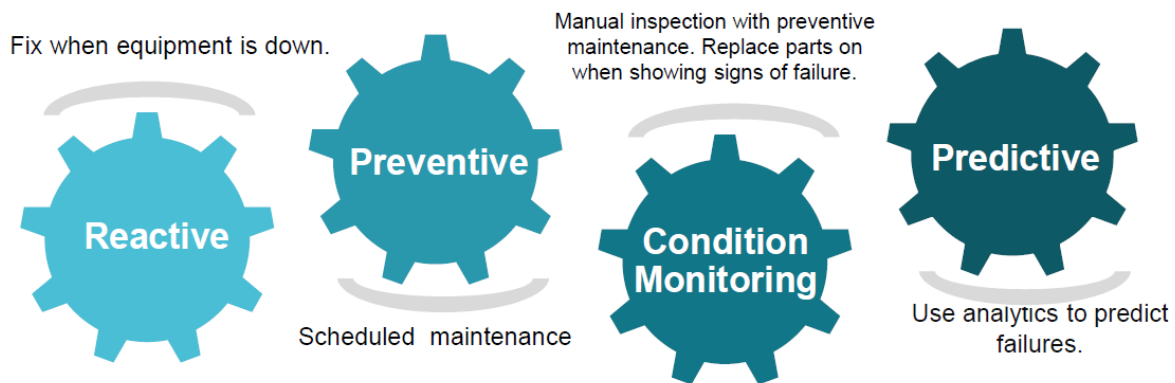 Fix when equipment is down.
Reactive
Preventive
Scheduled maintenance
Manual inspection with preventive
maintenance. Replace parts on
when showing signs of failure.
Condition
Monitoring
Predictive
Use analytics to predict
failures.